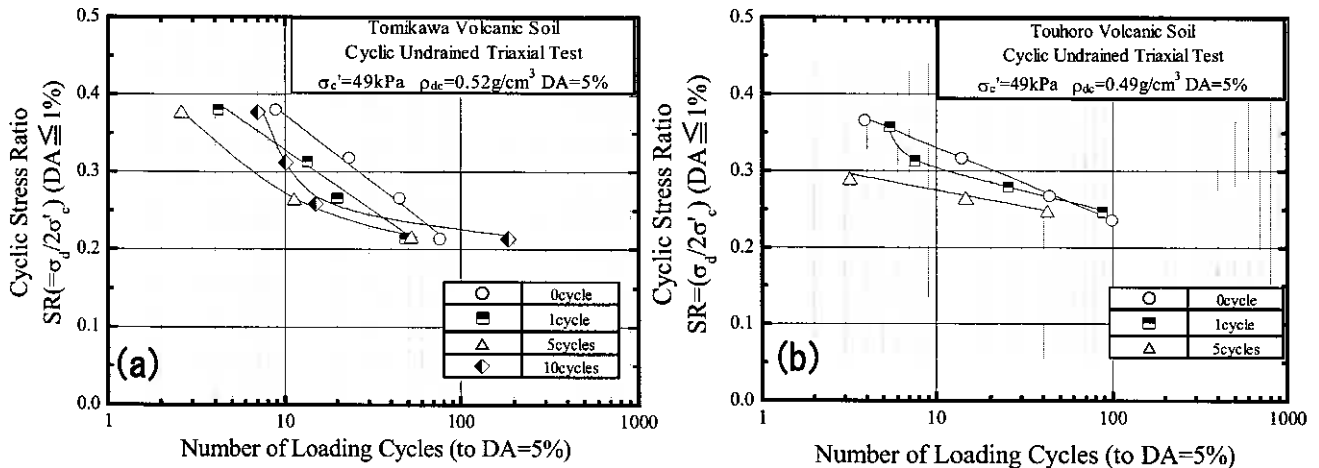 Tomikawa Volcanic Soil
Cyclic Undrained Triaxial Test
σc'=49kPa ρdc=0.52g/cm³ DA=5%
Cyclic Stress Ratio
SR(=σd/2σ'c) (DA≦1%)
0.5
0.4
0.3
0.2
0.1
0.0
0cycle
1cycle
5cycles
10cycles
(a)
1
10
100
1000
Number of Loading Cycles (to DA=5%)
Touhoro Volcanic Soil
Cyclic Undrained Triaxial Test
σc'=49kPa ρdc=0.49g/cm³ DA=5%
Cyclic Stress Ratio
SR=(σd/2σ'c) (DA≦1%)
0.5
0.4
0.3
0.2
0.1
0.0
0cycle
1cycle
5cycles
(b)
1
10
100
1000
Number of Loading Cycles (to DA=5%)